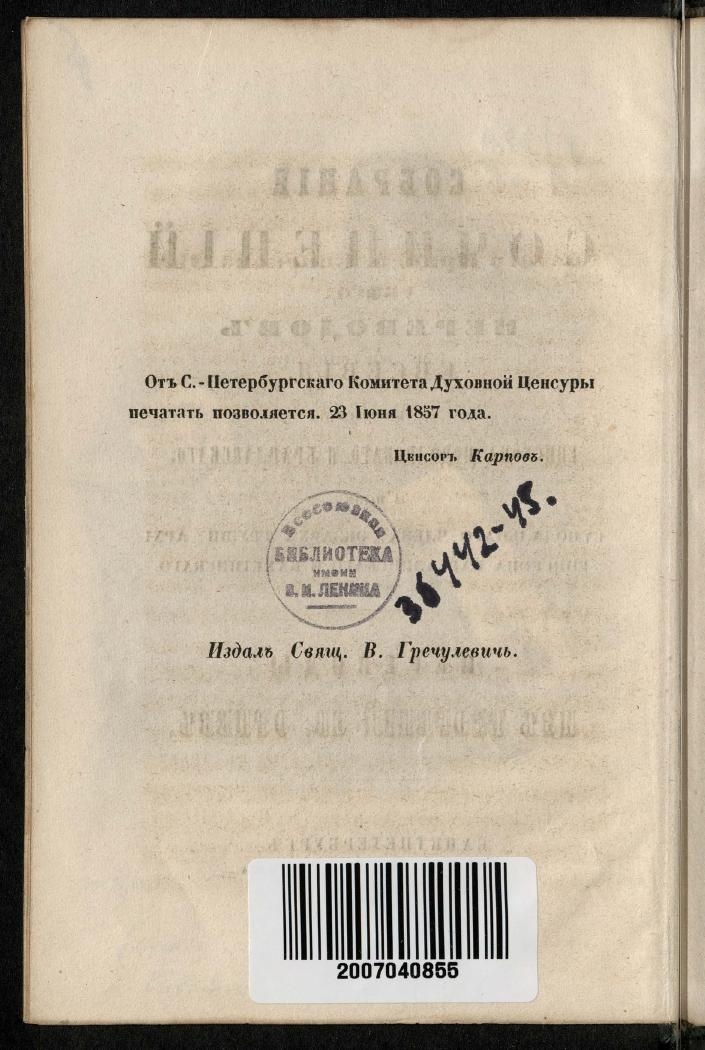 Отъ С.-Петербургскаго Комитета Духовной Ценсуры
печатать позволяется. 23 Іюня 1857 года.
Ценсоръ Карповъ.
Всесоюзная
БИБЛИОТЕКА
ИМЕНИ
В. И. ЛЕНИНА
36442-45.
Издалъ Свящ. В. Гречулевичь.
2007040855